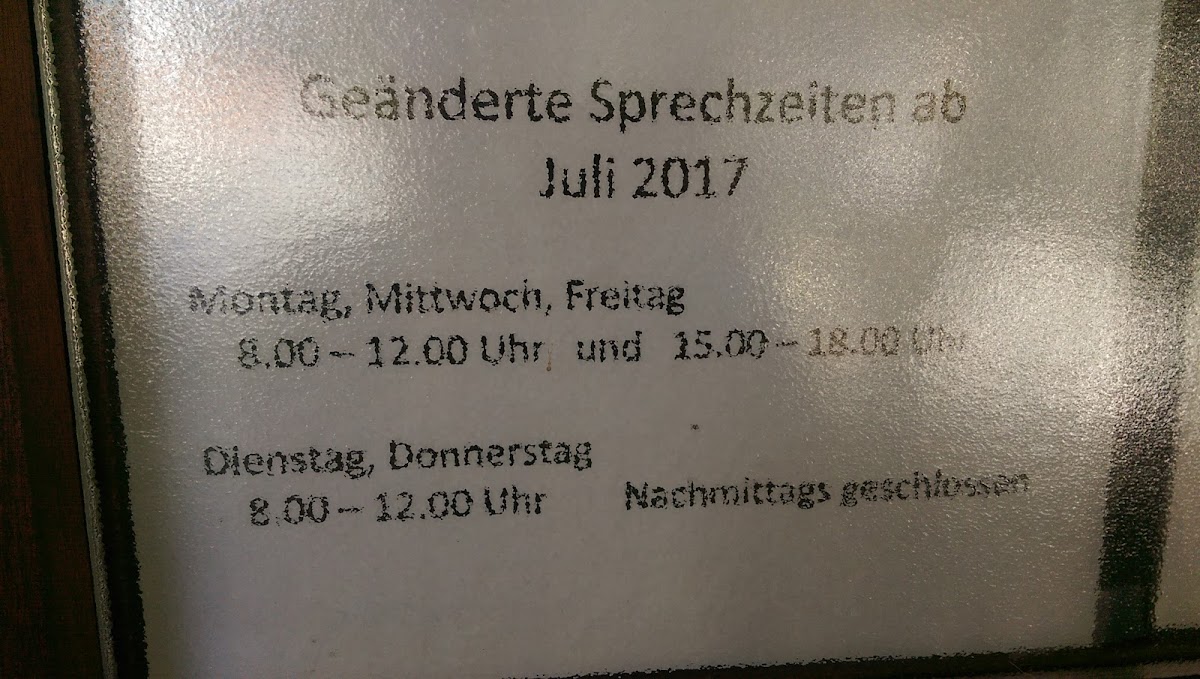 Geänderte Sprechzeiten ab
Juli 2017
Montag, Mittwoch, Freitag
8.00 – 12.00 Uhr, und 15.00 – 18.00 Uhr
Dienstag, Donnerstag
8.00 – 12.00 Uhr Nachmittags geschlossen